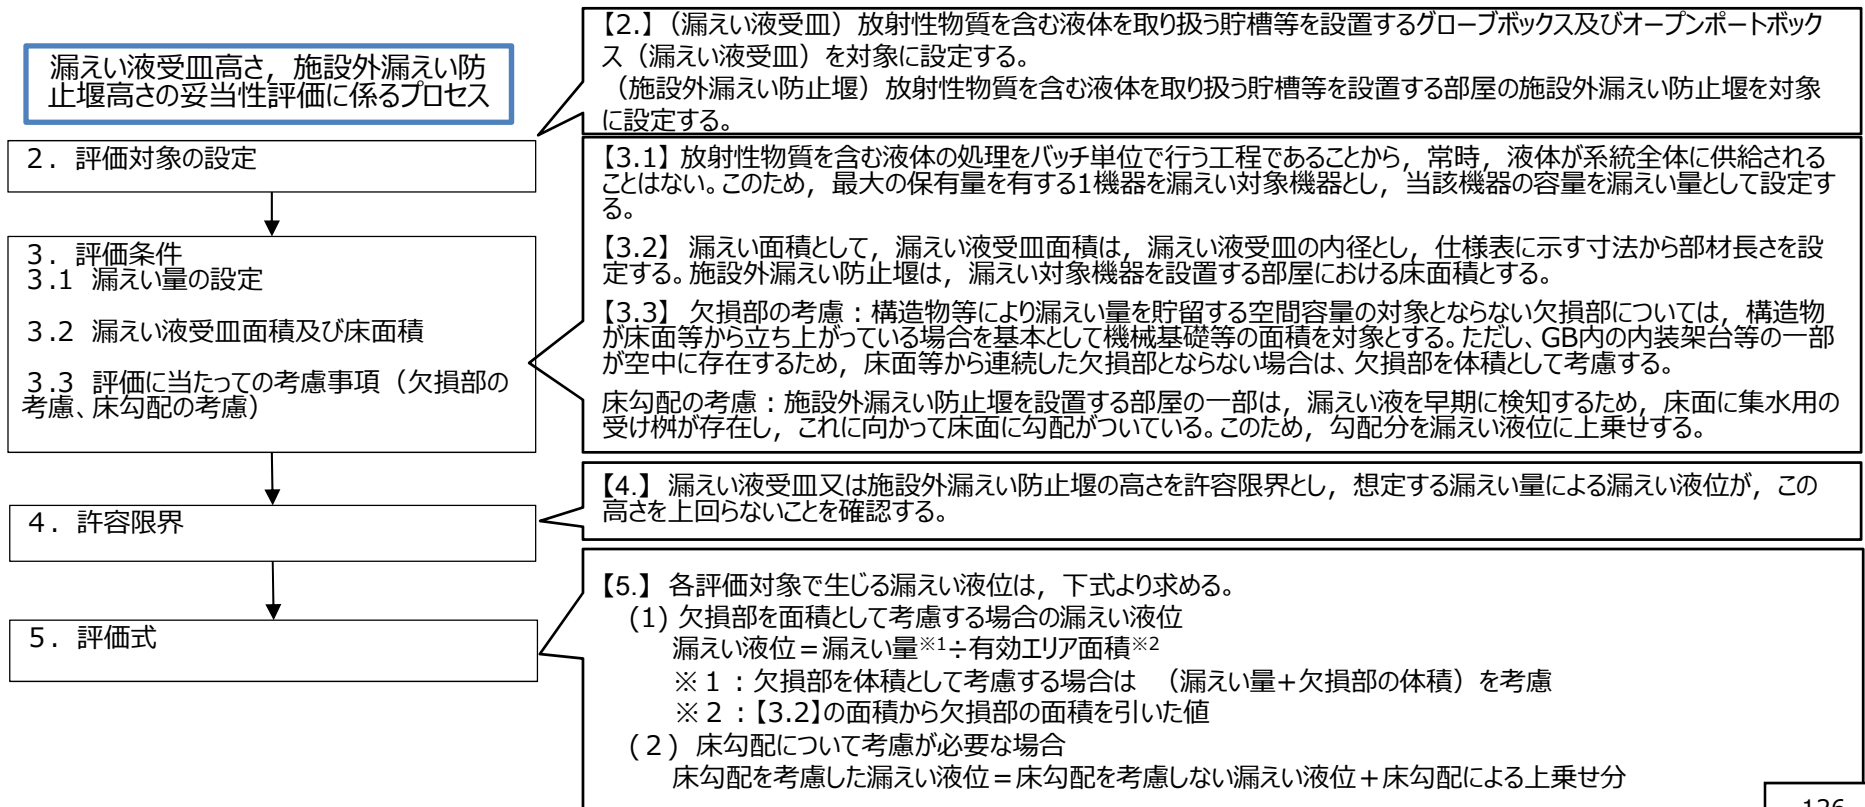 漏えい液受皿高さ，施設外漏えい防
止堰高さの妥当性評価に係るプロセス
２．評価対象の設定
３．評価条件
３.1 漏えい量の設定
３.２ 漏えい液受皿面積及び床面積
３.３ 評価に当たっての考慮事項（欠損部の
考慮、床勾配の考慮）
４．許容限界
５．評価式
【2.】（漏えい液受皿）放射性物質を含む液体を取り扱う貯槽等を設置するグローブボックス及びオープンポートボック
ス（漏えい液受皿）を対象に設定する。
（施設外漏えい防止堰）放射性物質を含む液体を取り扱う貯槽等を設置する部屋の施設外漏えい防止堰を対象
に設定する。
【3.1】放射性物質を含む液体の処理をバッチ単位で行う工程であることから，常時，液体が系統全体に供給される
ことはない。このため，最大の保有量を有する1機器を漏えい対象機器とし，当該機器の容量を漏えい量として設定す
る。
【3.2】 漏えい面積として，漏えい液受皿面積は，漏えい液受皿の内径とし，仕様表に示す寸法から部材長さを設
定する。施設外漏えい防止堰は，漏えい対象機器を設置する部屋における床面積とする。
【3.3】 欠損部の考慮：構造物等により漏えい量を貯留する空間容量の対象とならない欠損部については，構造物
が床面等から立ち上がっている場合を基本として機械基礎等の面積を対象とする。ただし、GB内の内装架台等の一部
が空中に存在するため，床面等から連続した欠損部とならない場合は、欠損部を体積として考慮する。
床勾配の考慮：施設外漏えい防止堰を設置する部屋の一部は，漏えい液を早期に検知するため，床面に集水用の
受け桝が存在し，これに向かって床面に勾配がついている。このため，勾配分を漏えい液位に上乗せする。
【4.】 漏えい液受皿又は施設外漏えい防止堰の高さを許容限界とし，想定する漏えい量による漏えい液位が，この
高さを上回らないことを確認する。
【5.】 各評価対象で生じる漏えい液位は，下式より求める。
(1) 欠損部を面積として考慮する場合の漏えい液位
漏えい液位＝漏えい量※1÷有効エリア面積※2
※１：欠損部を体積として考慮する場合は （漏えい量＋欠損部の体積）を考慮
※２：【3.2】の面積から欠損部の面積を引いた値
(２) 床勾配について考慮が必要な場合
床勾配を考慮した漏えい液位＝床勾配を考慮しない漏えい液位＋床勾配による上乗せ分